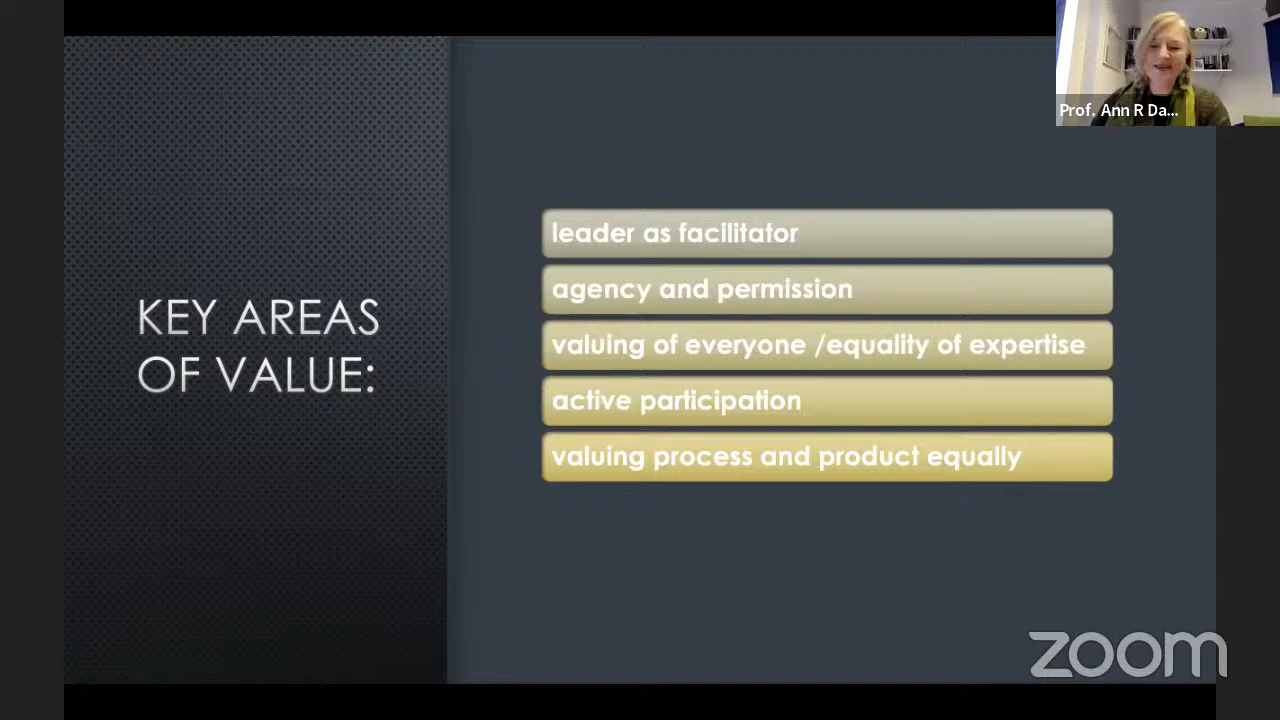 Prof. Ann R Da...
KEY AREAS
OF VALUE:
leader as facilitator
agency and permission
valuing of everyone /equality of expertise
active participation
valuing process and product equally
zoom